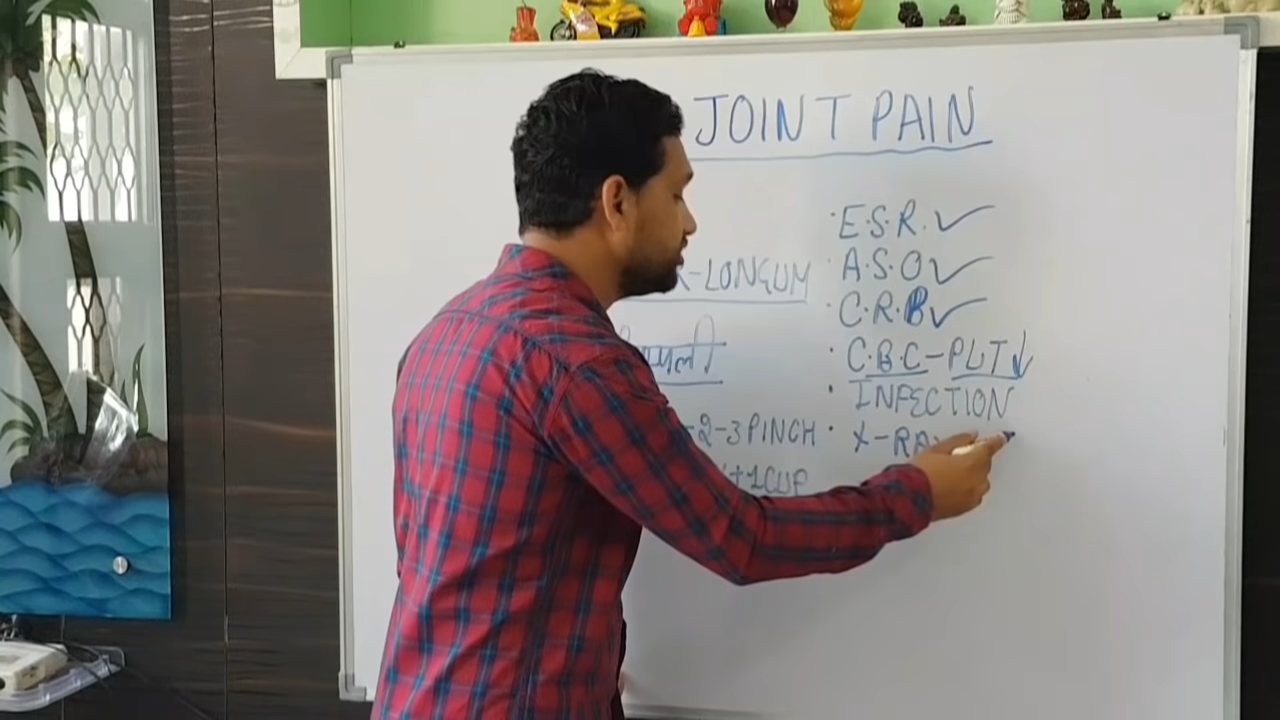 JOINT PAIN
-LONGUM
-2-3 PINCH
+1 CUP
· E.S.R. ✓
· A.S.O ✓
C.R.B ✓
· C.B.C-PLT↓
· INFECTION
· X-RAY